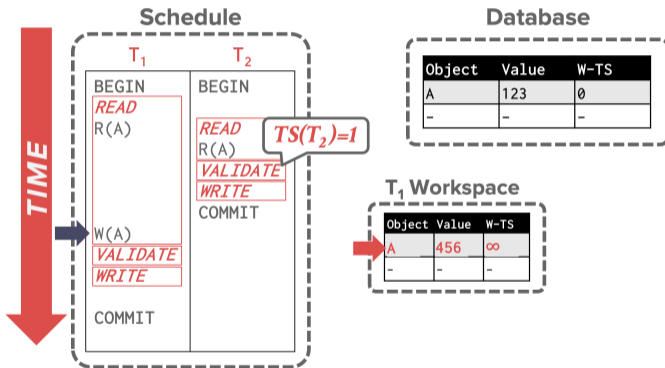 Schedule
T1 T2
TIME
BEGIN BEGIN
READ
R(A) READ
TS(T2)=1
R(A)
VALIDATE
WRITE
COMMIT
W(A)
VALIDATE
WRITE
COMMIT
Database
Object Value W-TS
A 123 0
- - -
T1 Workspace
Object Value W-TS
A 456 ∞
- - -